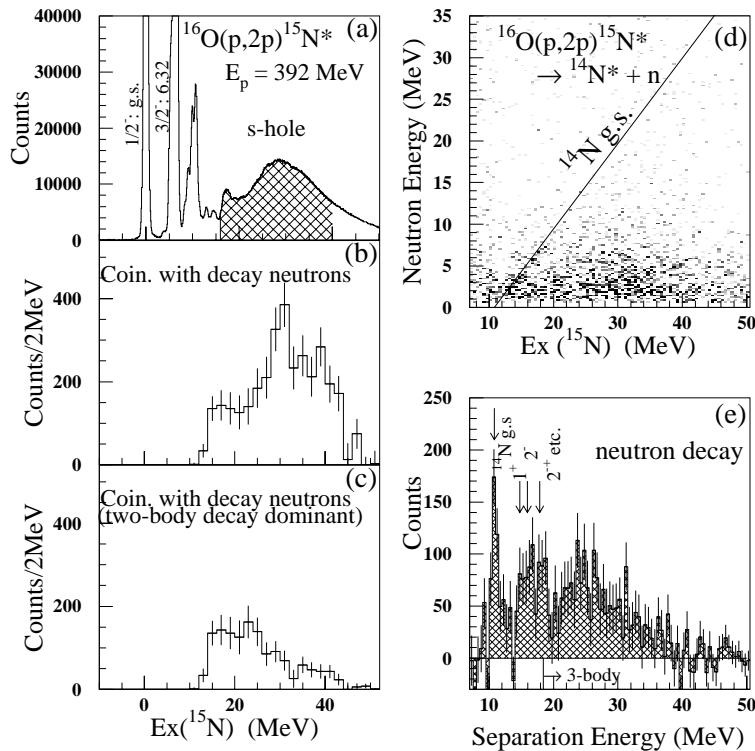 16O(p,2p)15N* (a)
Ep = 392 MeV
1/2-: g.s.
3/2-: 6.32
s-hole
Counts
40000
30000
20000
10000
0
(b)
Coin. with decay neutrons
Counts/2MeV
400
200
0
(c)
Coin. with decay neutrons
(two-body decay dominant)
Counts/2MeV
400
200
0
0 20 40
Ex(15N) (MeV)
16O(p,2p)15N* (d)
→ 14N* + n
14N g.s.
Neutron Energy (MeV)
35
30
25
20
15
10
5
0
10 20 30 40 50
Ex (15N) (MeV)
(e)
neutron decay
14N g.s
1+
2-
2-+ etc.
Counts
250
200
150
100
50
0
→ 3-body
10 20 30 40 50
Separation Energy (MeV)